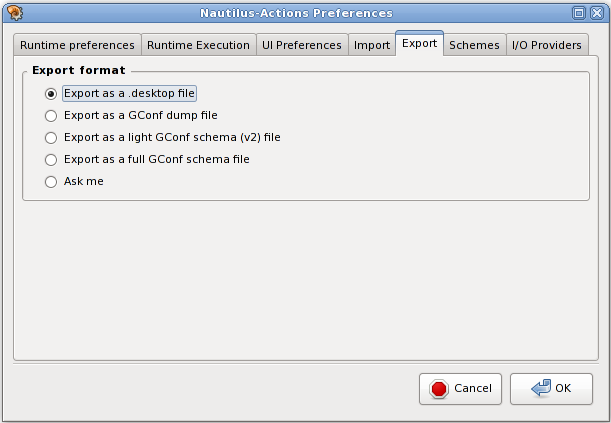 Nautilus-Actions Preferences
Runtime preferences Runtime Execution UI Preferences Import Export Schemes I/O Providers
Export format
Export as a .desktop file
Export as a GConf dump file
Export as a light GConf schema (v2) file
Export as a full GConf schema file
Ask me
Cancel OK